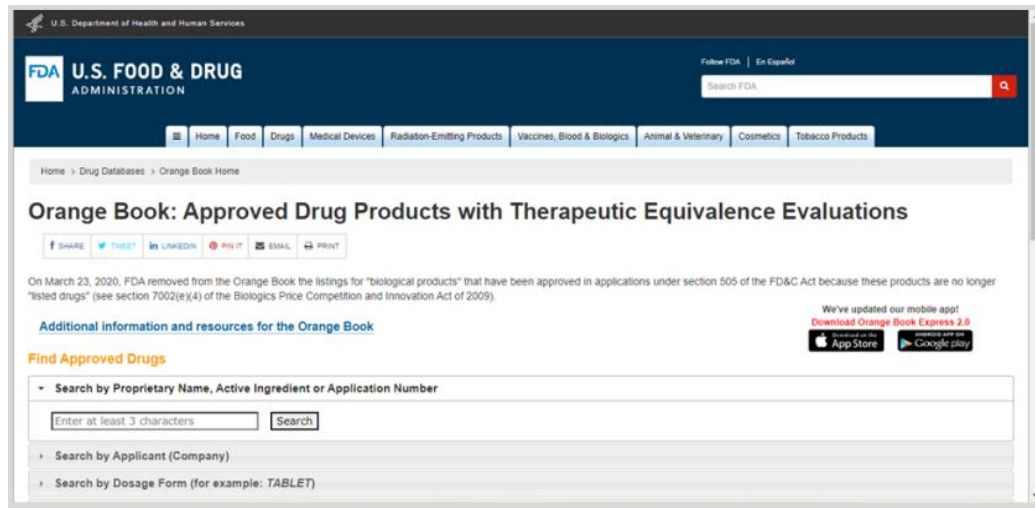 U.S. Department of Health and Human Services
Follow FDA | En Español
FDA U.S. FOOD & DRUG
ADMINISTRATION
Search FDA
≡ Home Food Drugs Medical Devices Radiation-Emitting Products Vaccines, Blood & Biologics Animal & Veterinary Cosmetics Tobacco Products
Home > Drug Databases > Orange Book Home
Orange Book: Approved Drug Products with Therapeutic Equivalence Evaluations
f SHARE TWEET in LINKEDIN PIN IT EMAIL PRINT
On March 23, 2020, FDA removed from the Orange Book the listings for "biological products" that have been approved in applications under section 505 of the FD&C Act because these products are no longer
"listed drugs" (see section 7002(e)(4) of the Biologics Price Competition and Innovation Act of 2009).
We've updated our mobile app!
Download Orange Book Express 2.0
Download on the App Store
ANDROID APP ON Google play
Additional information and resources for the Orange Book
Find Approved Drugs
Search by Proprietary Name, Active Ingredient or Application Number
Enter at least 3 characters Search
Search by Applicant (Company)
Search by Dosage Form (for example: TABLET)